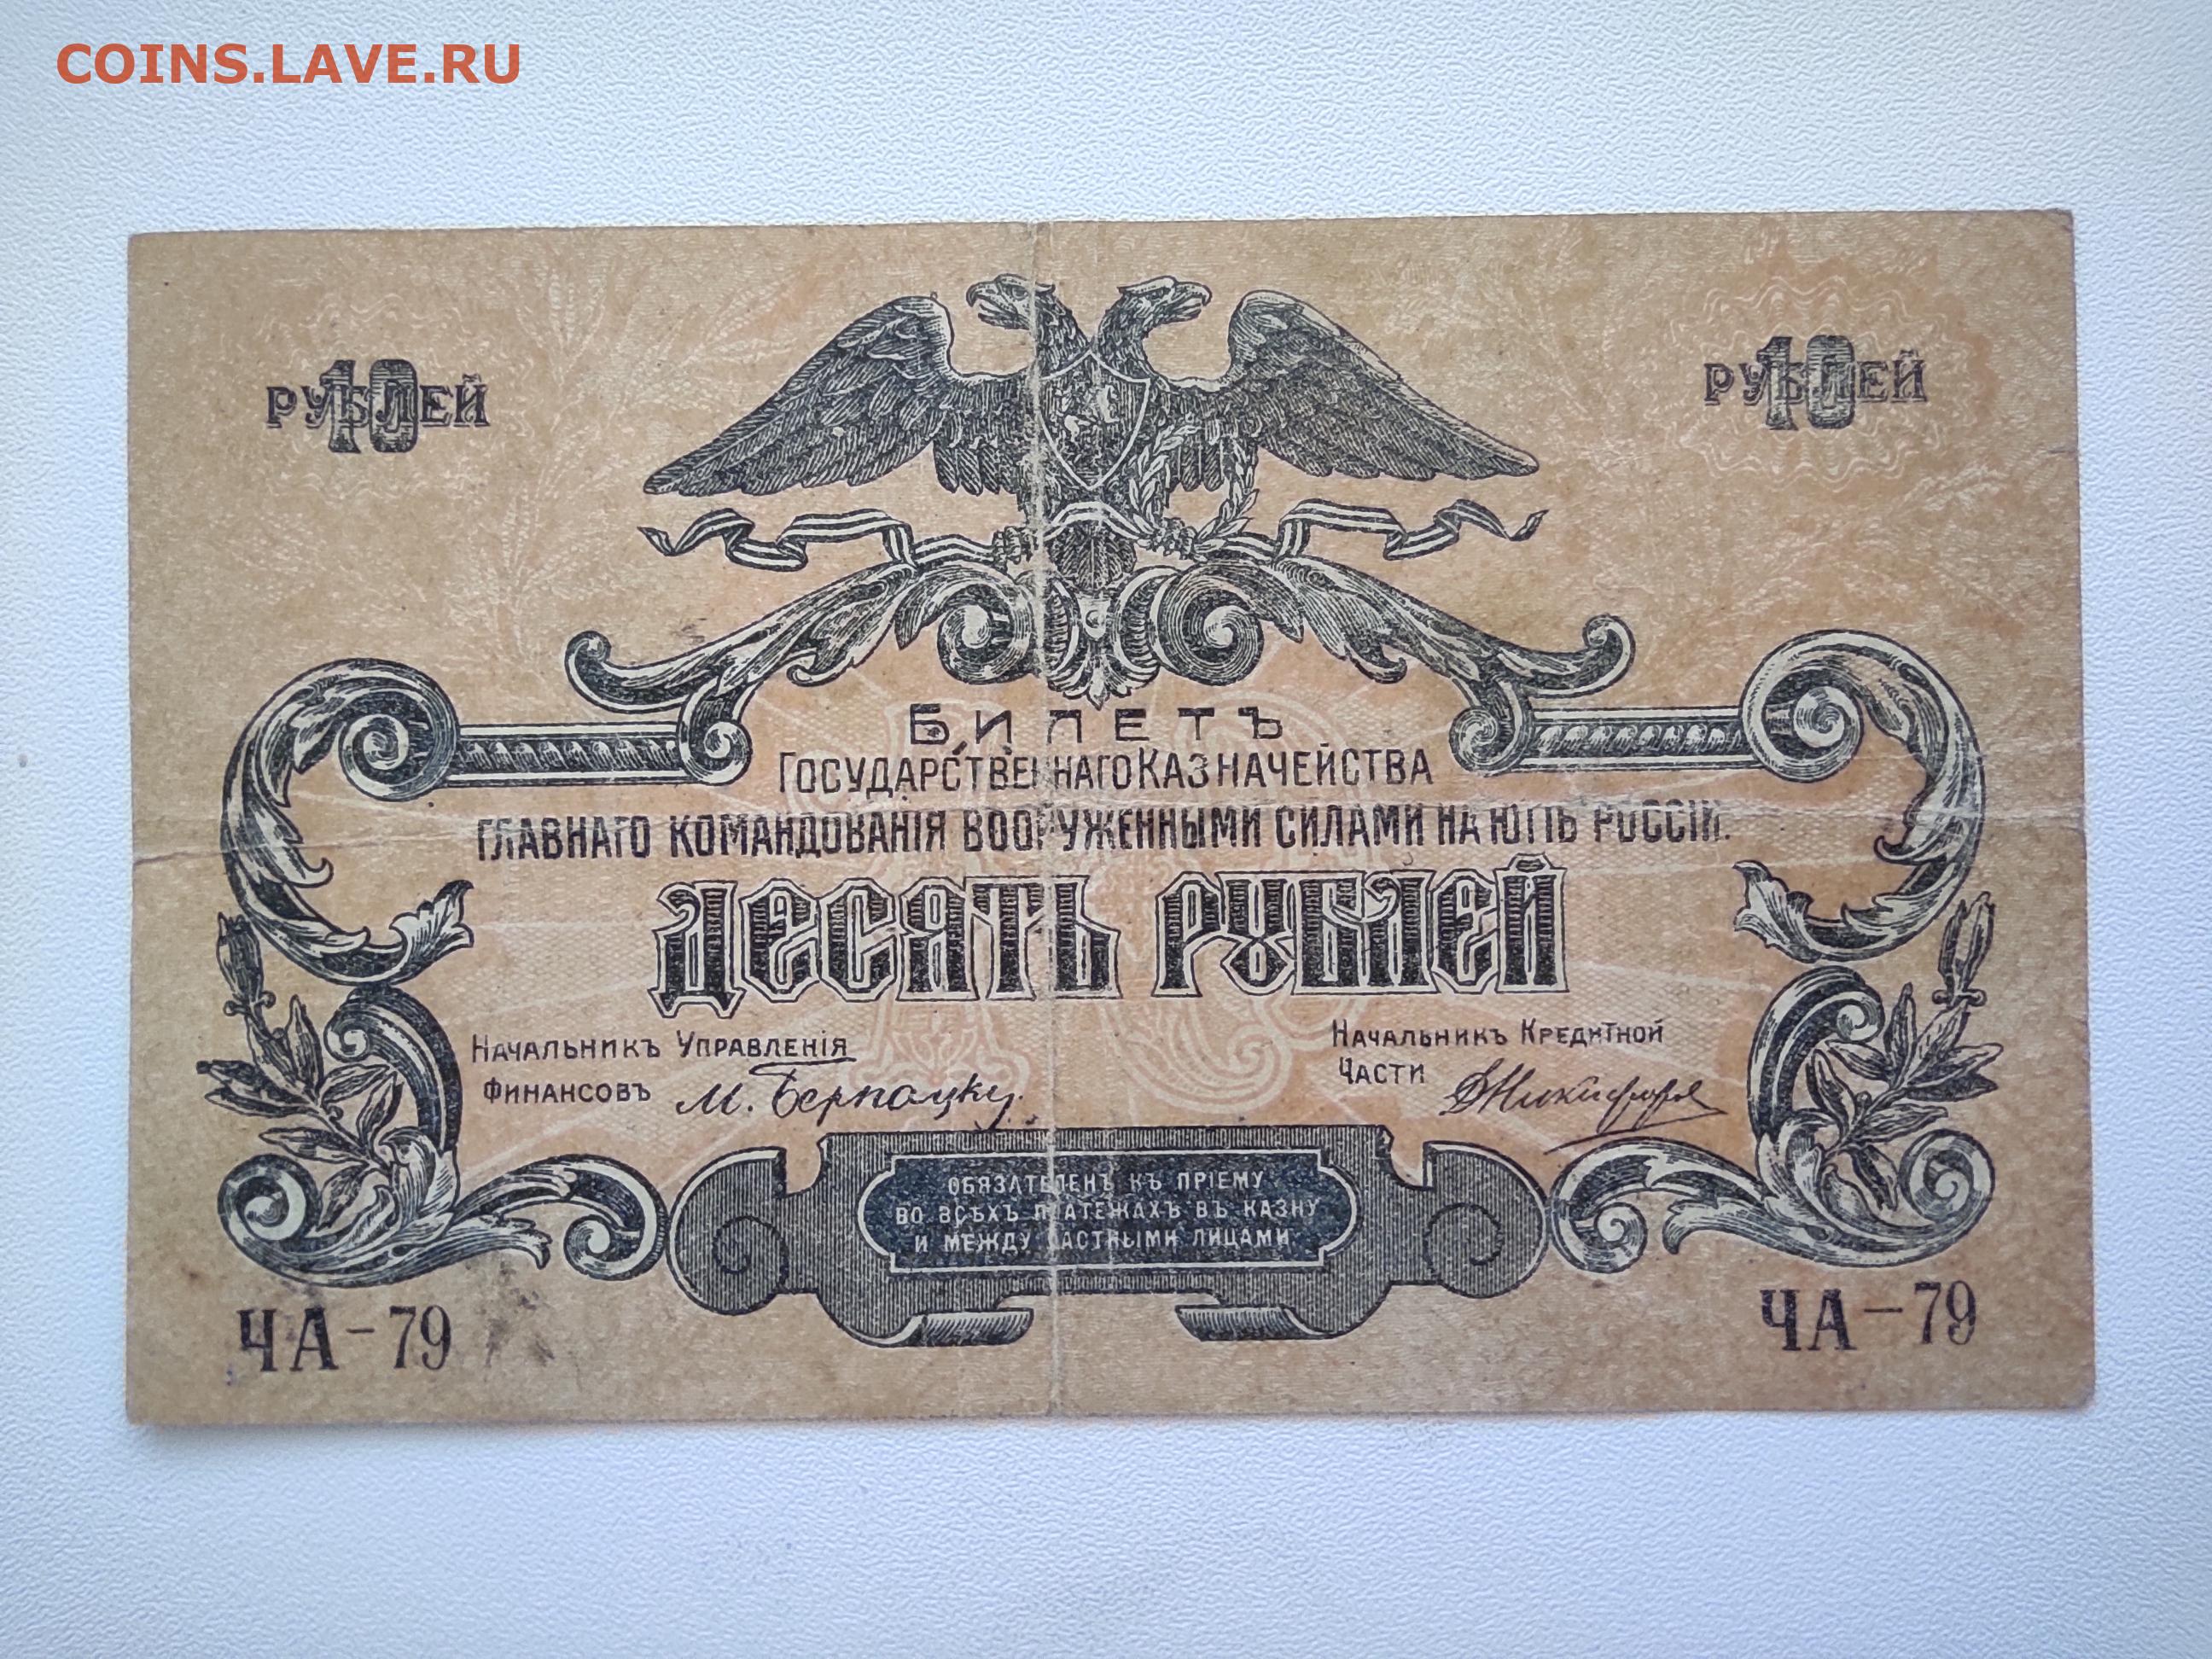 COINS.LAVE.RU
10 РУБЛЕЙ
10 РУБЛЕЙ
БИЛЕТЪ
ГОСУДАРСТВЕННАГО КАЗНАЧЕЙСТВА
ГЛАВНАГО КОМАНДОВАНІЯ ВООРУЖЕННЫМИ СИЛАМИ НА ЮГѢ РОССІИ.
ДЕСЯТЬ РУБЛЕЙ
НАЧАЛЬНИКЪ УПРАВЛЕНІЯ
ФИНАНСОВЪ М. Бернацкій
НАЧАЛЬНИКЪ КРЕДИТНОЙ
ЧАСТИ
ОБЯЗАТЕЛЕНЪ КЪ ПРІЕМУ
ВО ВСѢХЪ ПЛАТЕЖАХЪ ВЪ КАЗНУ
И МЕЖДУ ЧАСТНЫМИ ЛИЦАМИ
ЧА-79
ЧА-79